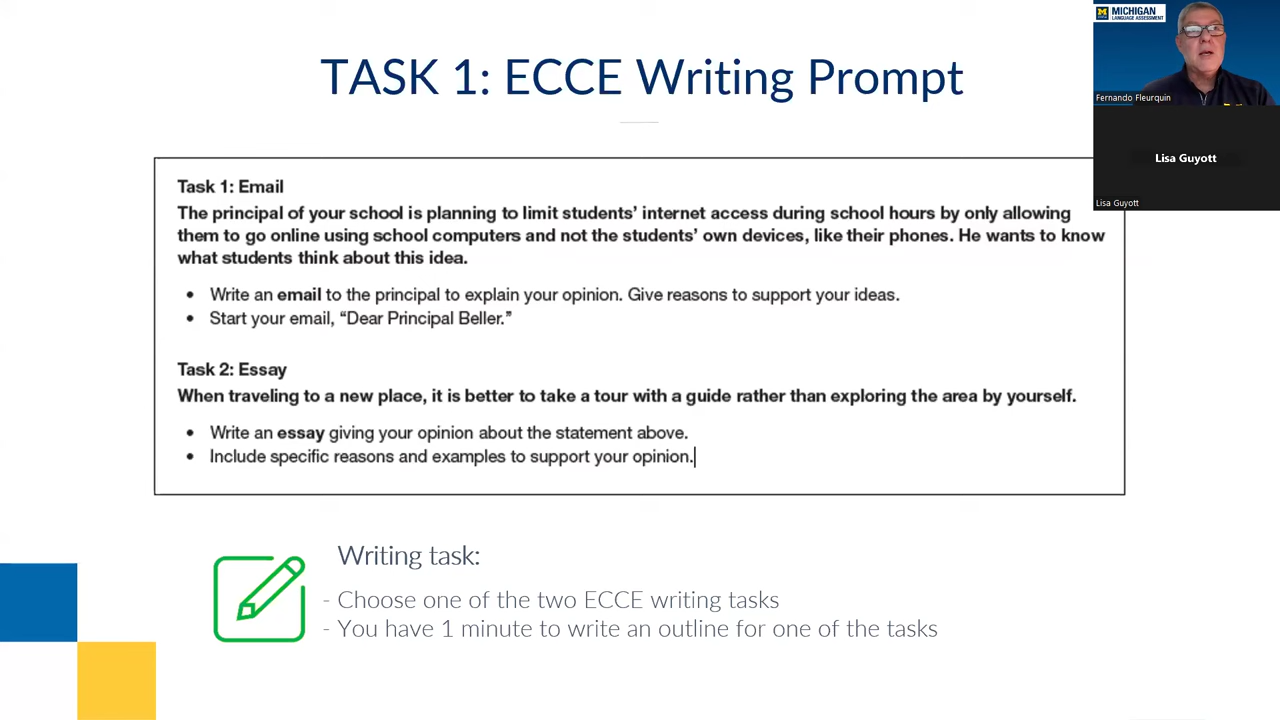 MICHIGAN
LANGUAGE ASSESSMENT
TASK 1: ECCE Writing Prompt
Fernando Fleurquin
Lisa Guyott
Lisa Guyott
Task 1: Email
The principal of your school is planning to limit students’ internet access during school hours by only allowing
them to go online using school computers and not the students’ own devices, like their phones. He wants to know
what students think about this idea.
• Write an email to the principal to explain your opinion. Give reasons to support your ideas.
• Start your email, “Dear Principal Beller.”
Task 2: Essay
When traveling to a new place, it is better to take a tour with a guide rather than exploring the area by yourself.
• Write an essay giving your opinion about the statement above.
• Include specific reasons and examples to support your opinion.
Writing task:
- Choose one of the two ECCE writing tasks
- You have 1 minute to write an outline for one of the tasks